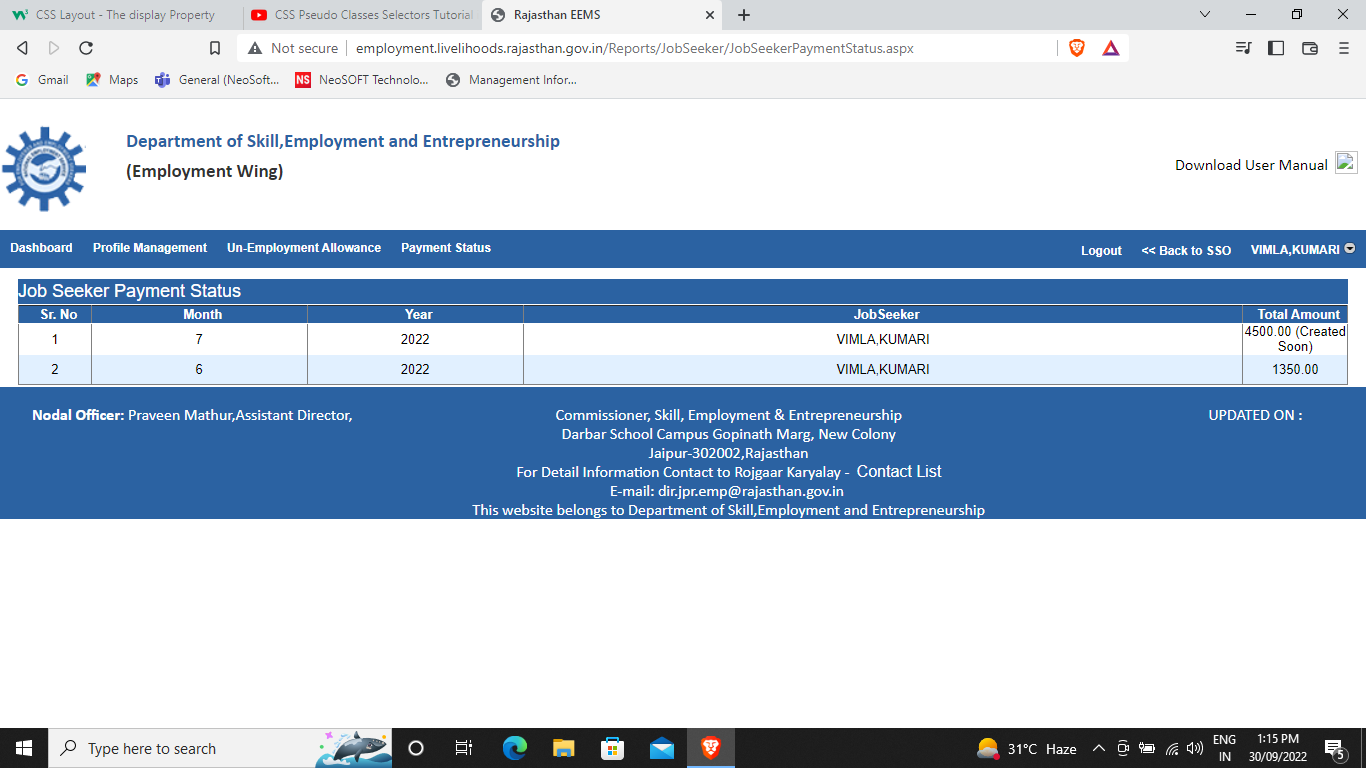 CSS Layout - The display Property
CSS Pseudo Classes Selectors Tutorial
Rajasthan EEMS
Not secure
employment.livelihoods.rajasthan.gov.in/Reports/JobSeeker/JobSeekerPaymentStatus.aspx
Gmail
Maps
General (NeoSoft...
NS
NeoSOFT Technolo...
Management Infor...
Department of Skill,Employment and Entrepreneurship
(Employment Wing)
Download User Manual
Dashboard Profile Management Un-Employment Allowance Payment Status
Logout << Back to SSO VIMLA,KUMARI
Job Seeker Payment Status
Sr. No Month Year JobSeeker Total Amount
1 7 2022 VIMLA,KUMARI 4500.00 (Created
Soon)
2 6 2022 VIMLA,KUMARI 1350.00
Nodal Officer: Praveen Mathur,Assistant Director,
Commissioner, Skill, Employment & Entrepreneurship
Darbar School Campus Gopinath Marg, New Colony
Jaipur-302002,Rajasthan
For Detail Information Contact to Rojgaar Karyalay - Contact List
E-mail: dir.jpr.emp@rajasthan.gov.in
This website belongs to Department of Skill,Employment and Entrepreneurship
UPDATED ON :
Type here to search
31°C Haze
ENG
IN
1:15 PM
30/09/2022
5